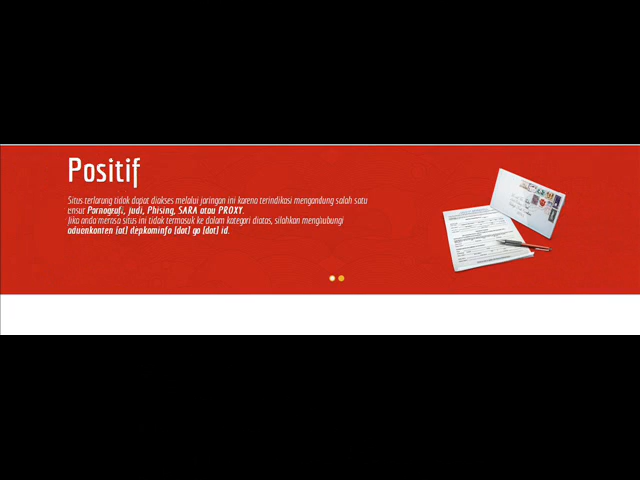 Positif
Situs terlarang tidak dapat diakses melalui jaringan ini karena terindikasi mengandung salah satu
unsur Pornografi, Judi, Phising, SARA atau PROXY.
Jika anda merasa situs ini tidak termasuk ke dalam kategori diatas, silahkan menghubungi
aduankonten [at] depkominfo [dot] go [dot] id.